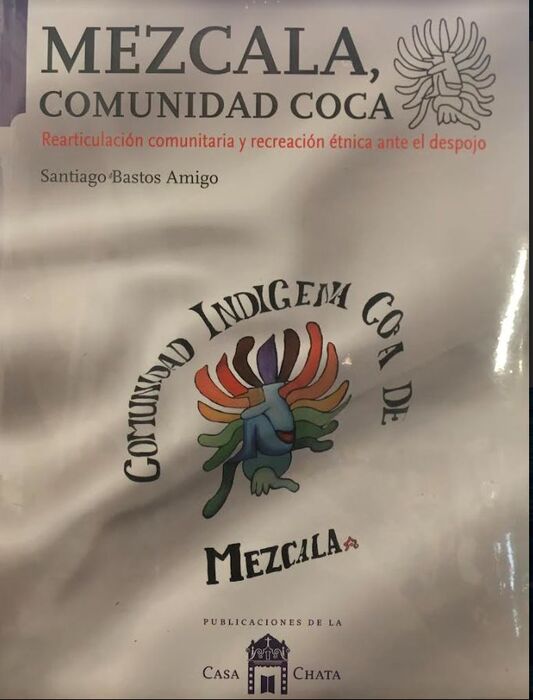 MEZCALA,
COMUNIDAD COCA
Rearticulación comunitaria y recreación étnica ante el despojo
Santiago Bastos Amigo
COMUNIDAD INDIGENA COCA DE
MEZCALA
PUBLICACIONES DE LA
CASA CHATA